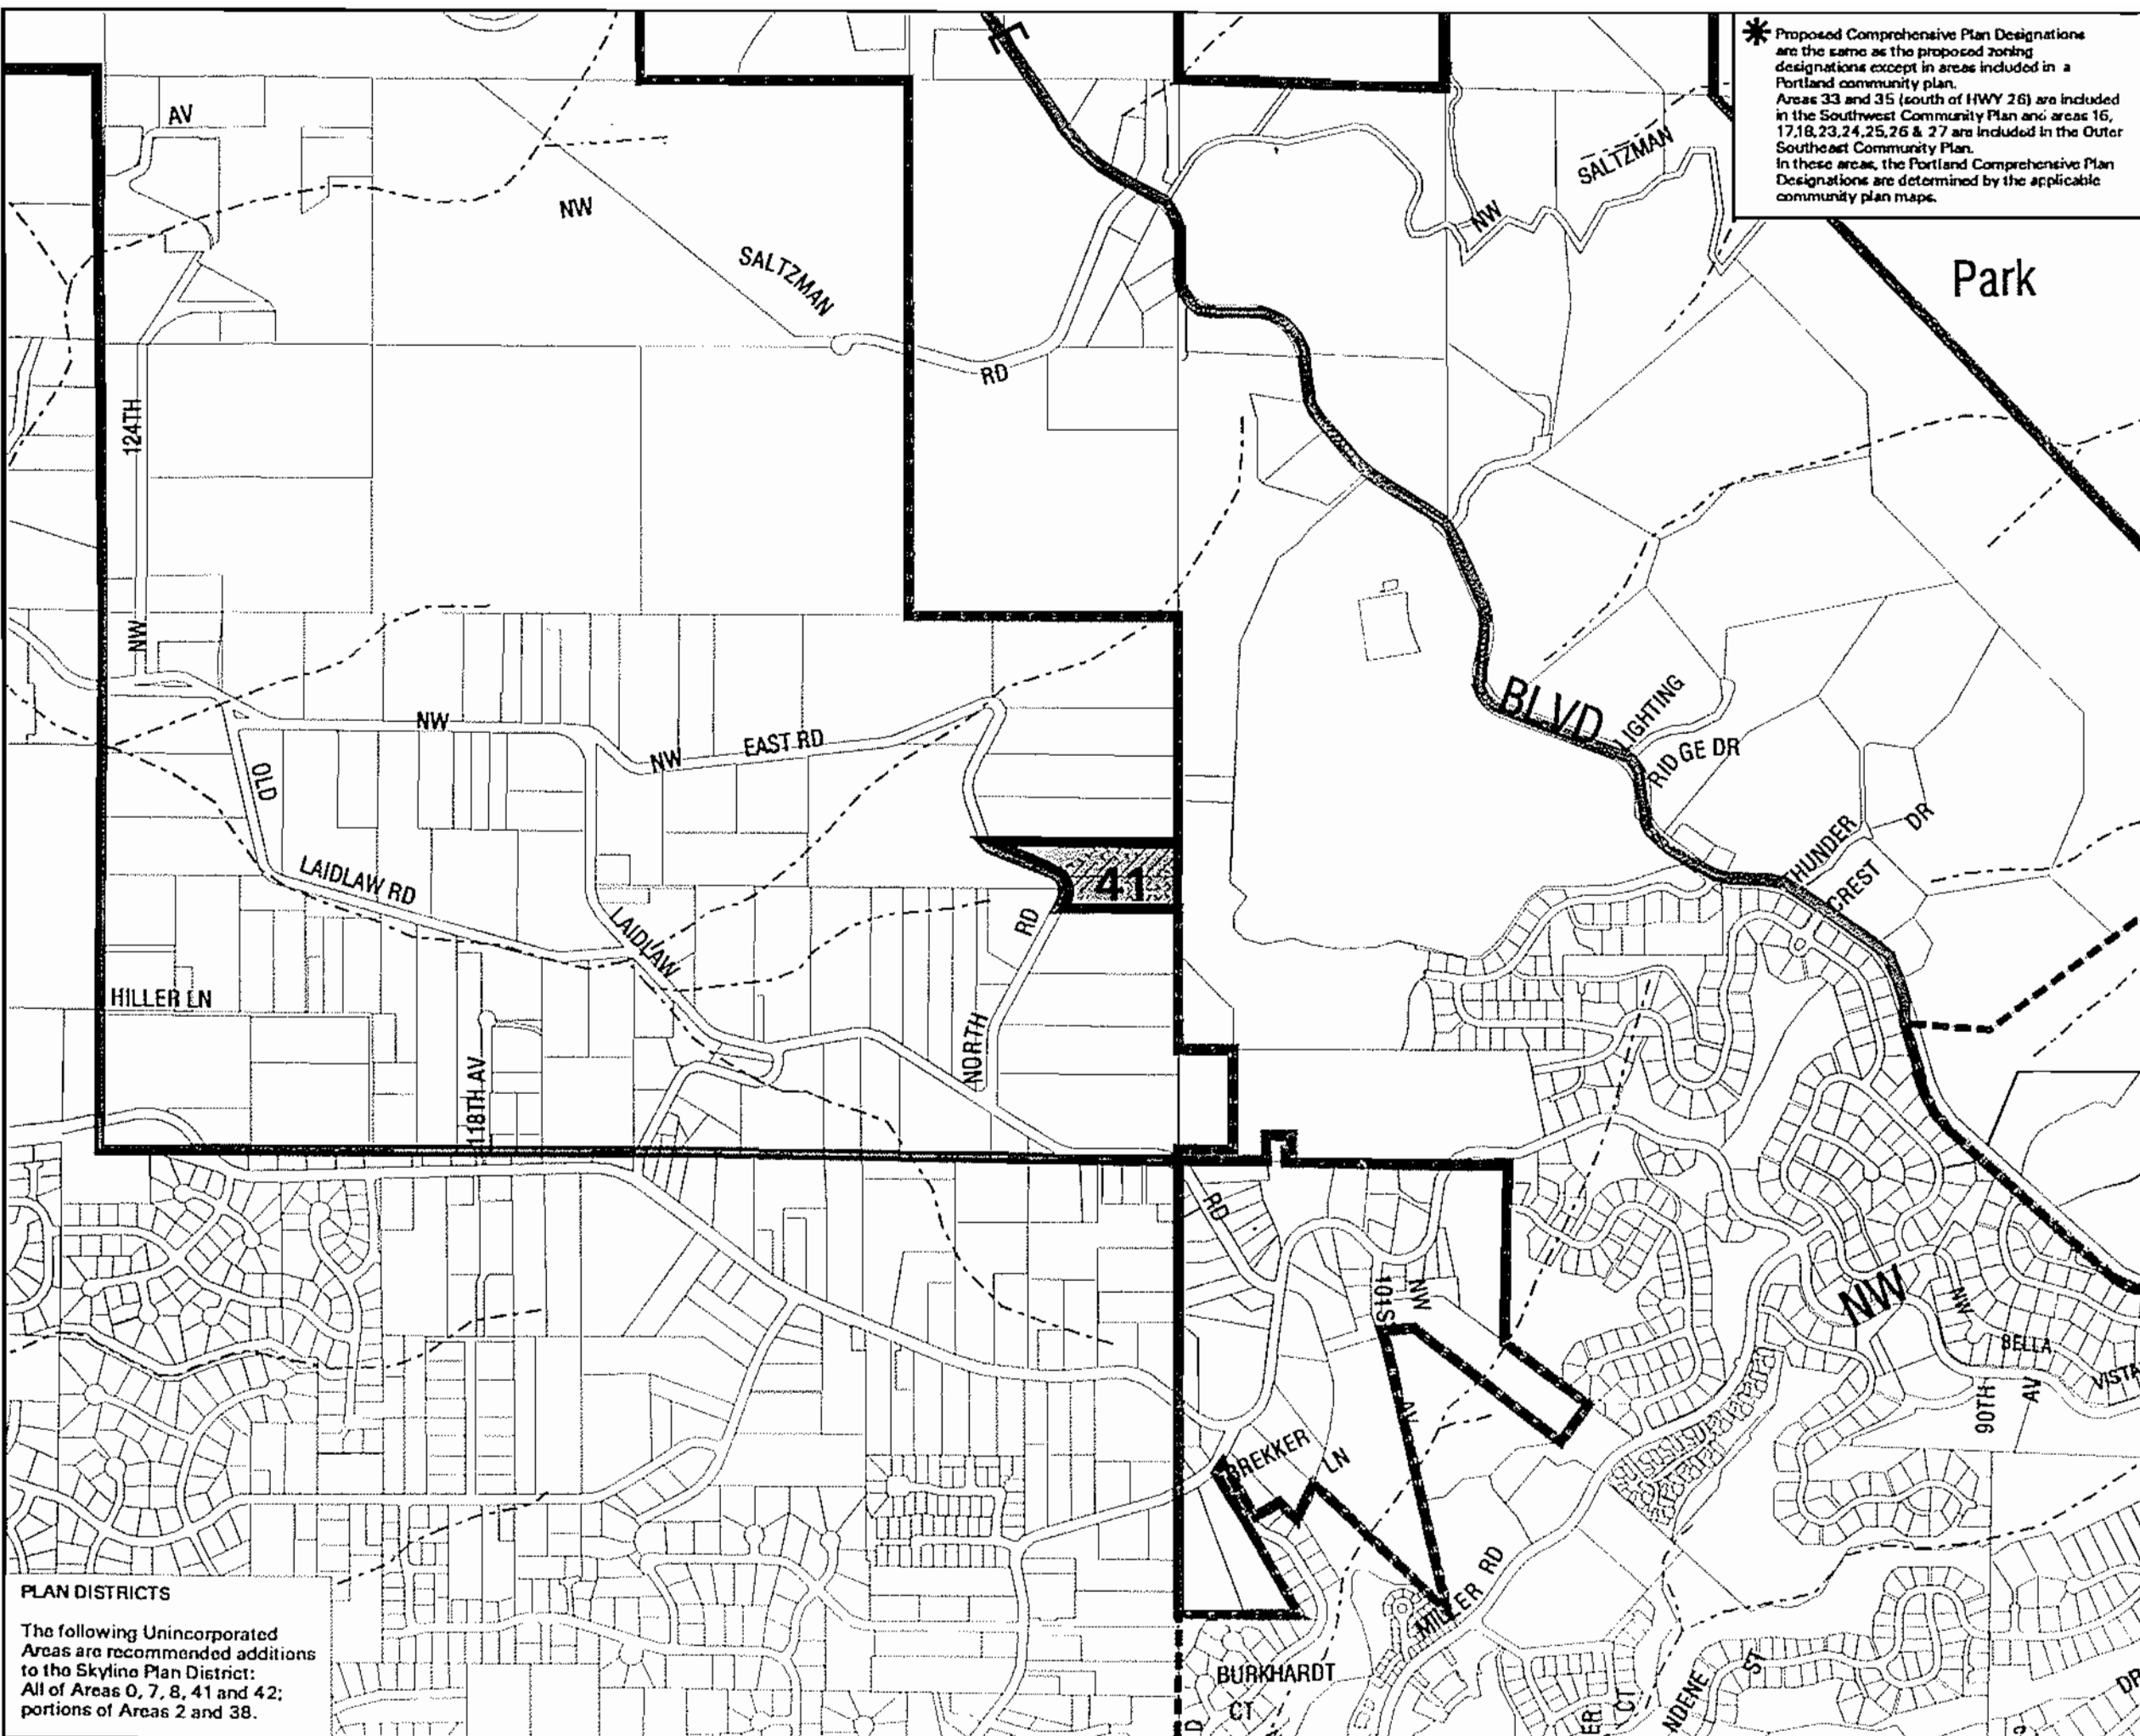 Proposed Comprehensive Plan Designations
are the same as the proposed zoning
designations except in areas included in a
Portland community plan.
Areas 33 and 35 (south of HWY 26) are included
in the Southwest Community Plan and areas 16,
17,18,23,24,25,26 & 27 are included in the Outer
Southeast Community Plan.
In these areas, the Portland Comprehensive Plan
Designations are determined by the applicable
community plan maps.
AV
NW
SALTZMAN
RD
NW
SALTZMAN
Park
124TH
NW
NW
NW
EAST RD
OLD
LAIDLAW RD
LAIDLAW
41
RD
NORTH
HILLER LN
118TH AV
BLVD
LIGHTING
RIDGE DR
THUNDER
CREST
DR
RD
101S
NW
AV
NW
NW
BELLA
VISTA
90TH
AV
BREKKER
LN
MILLER RD
BURKHARDT
CT
CT
NDENE
ST
DR
PLAN DISTRICTS
The following Unincorporated
Areas are recommended additions
to the Skyline Plan District:
All of Areas 0, 7, 8, 41 and 42;
portions of Areas 2 and 38.